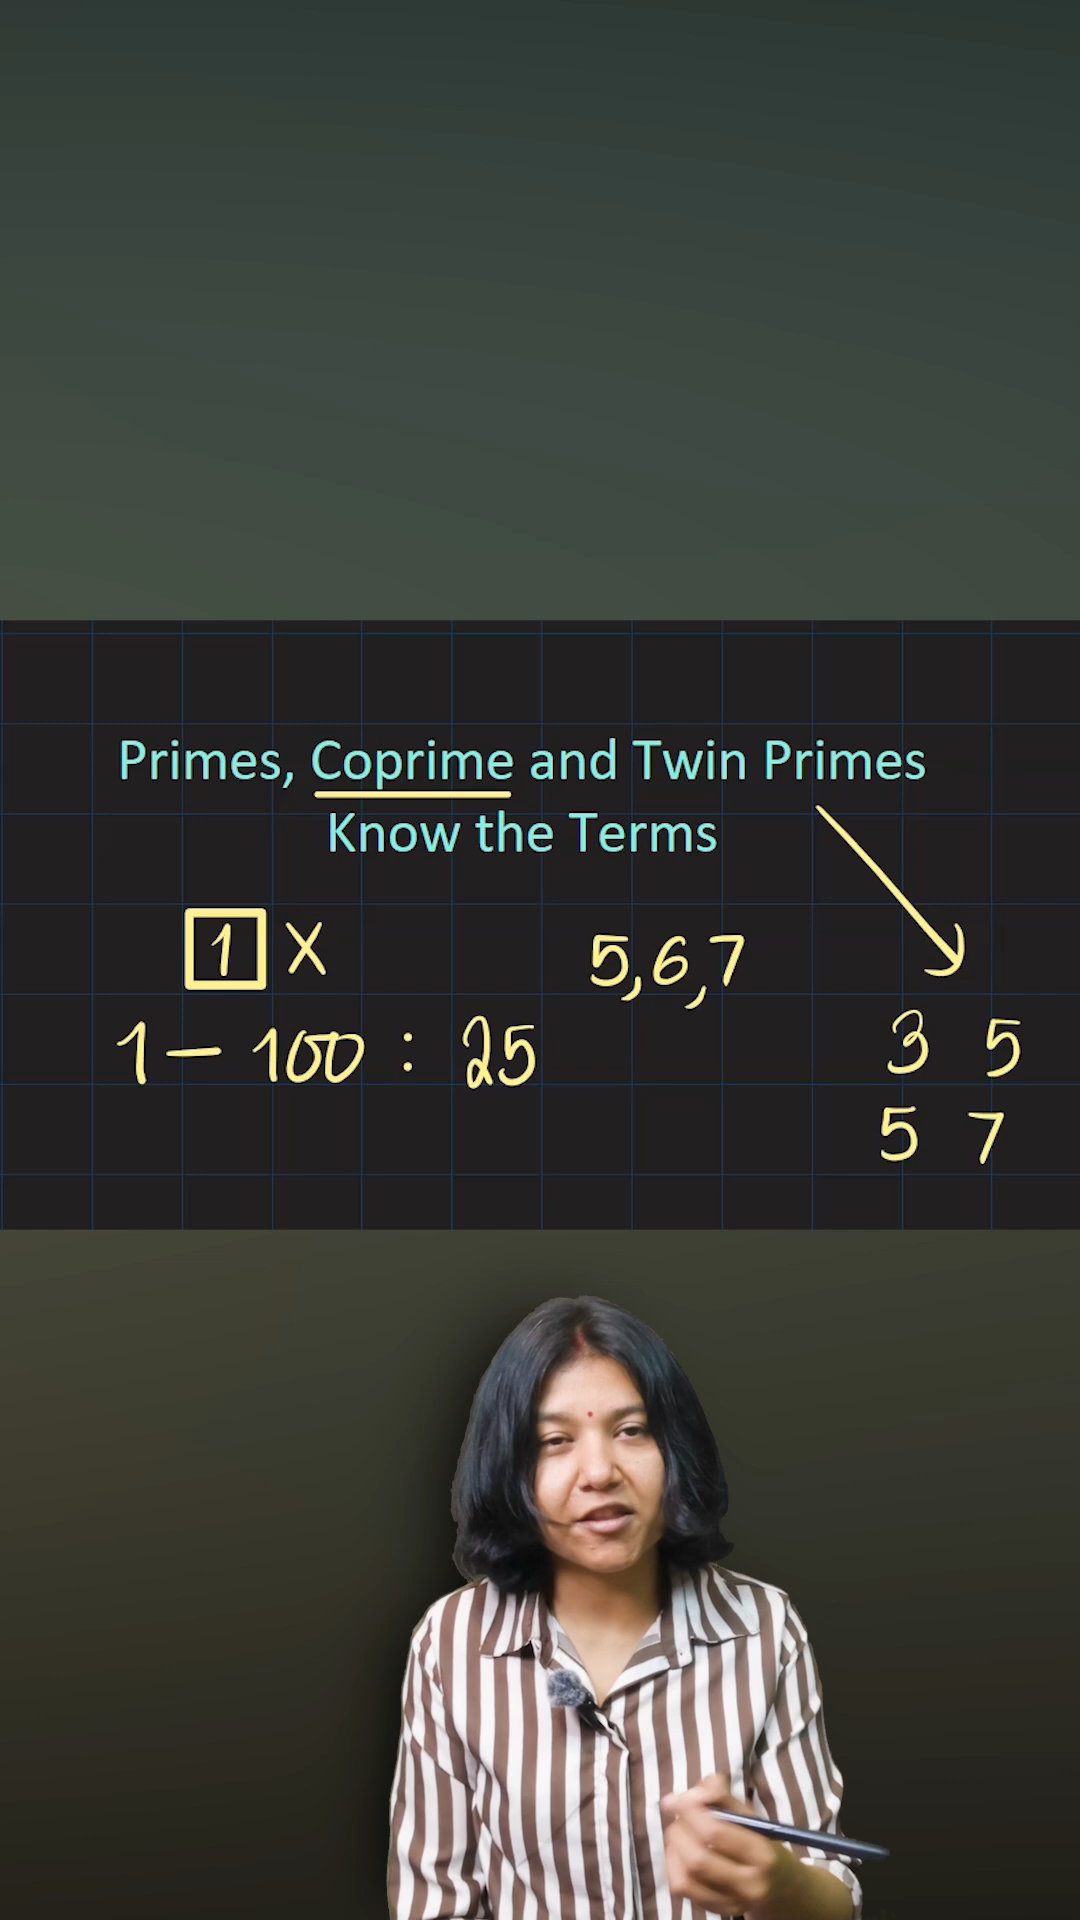 Primes, Coprime and Twin Primes
Know the Terms
1 X
5,6,7
1 – 100 : 25
3 5
5 7